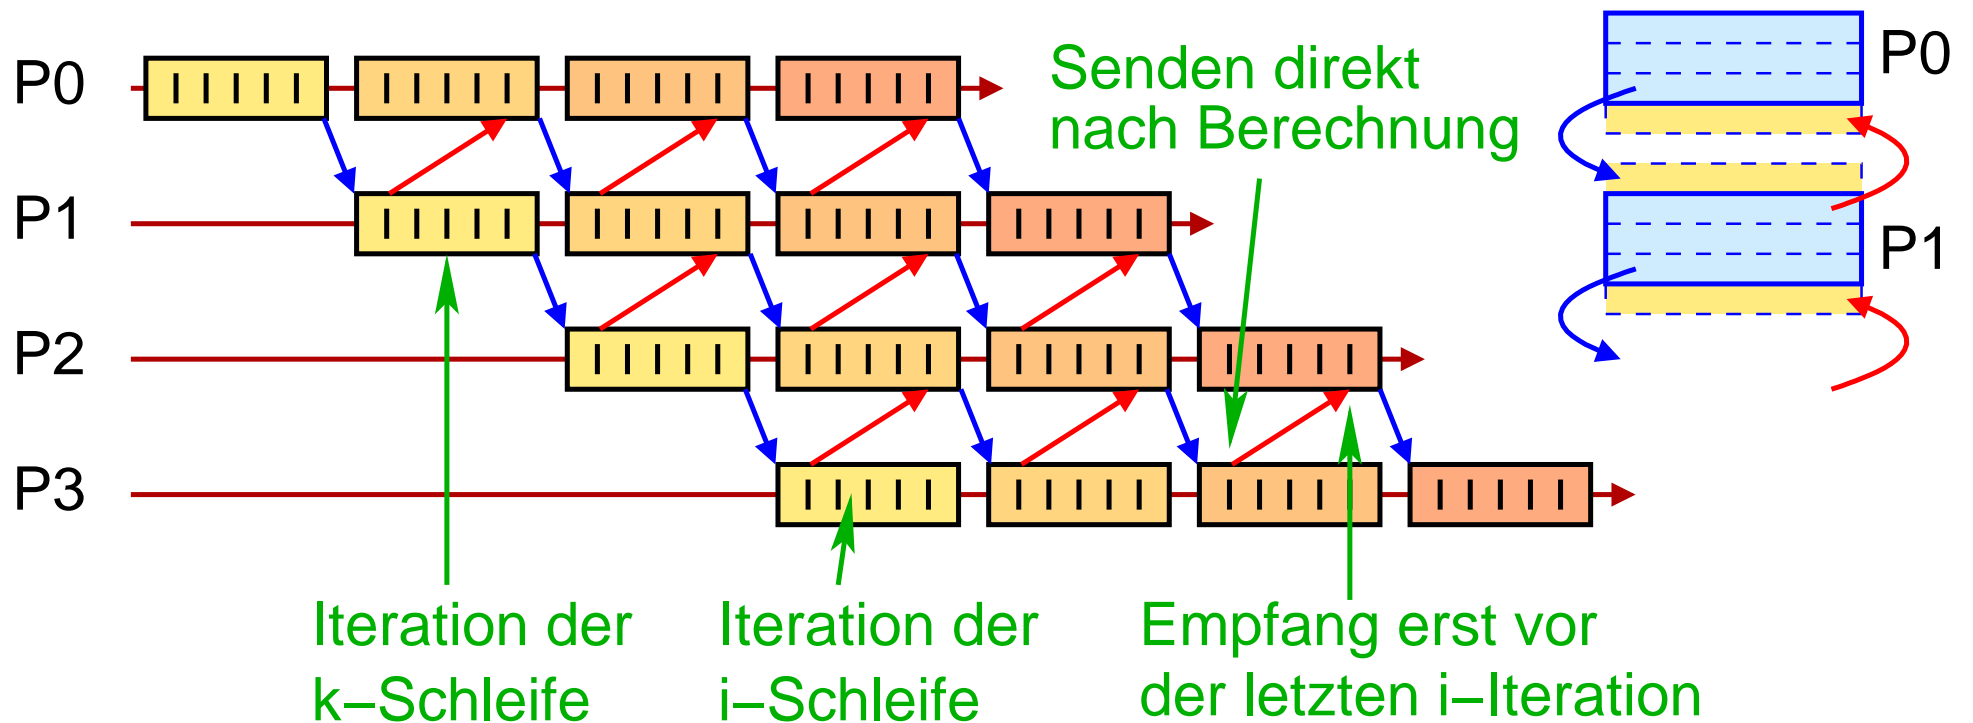 P0
P1
P2
P3
Senden direkt
nach Berechnung
P0
P1
Iteration der
k–Schleife
Iteration der
i–Schleife
Empfang erst vor
der letzten i–Iteration